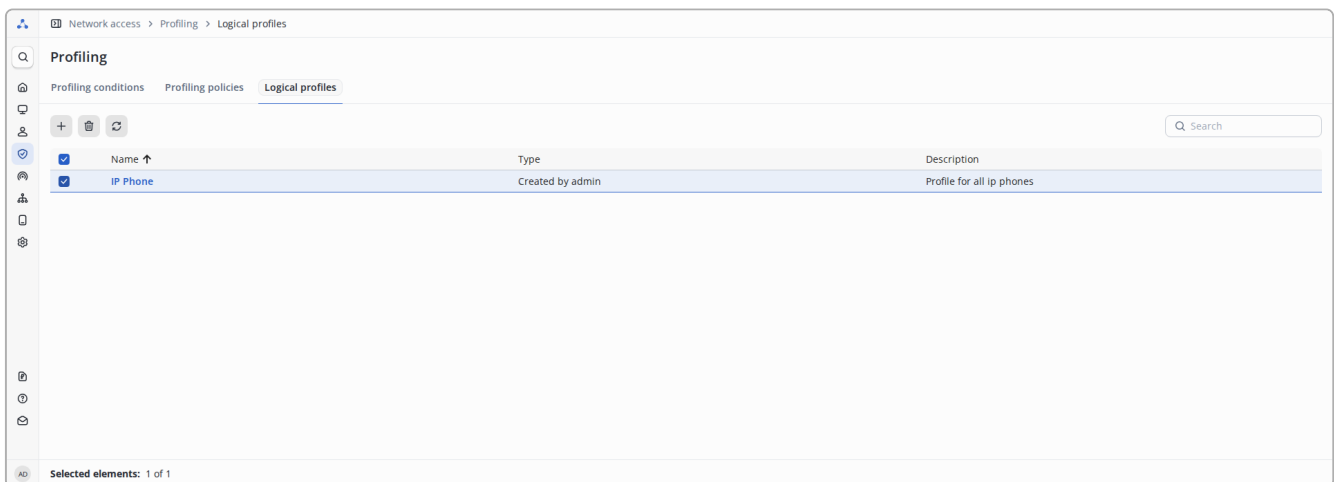 Network access > Profiling > Logical profiles
Profiling
Profiling conditions Profiling policies Logical profiles
Search
Name Type Description
IP Phone Created by admin Profile for all ip phones
AD Selected elements: 1 of 1